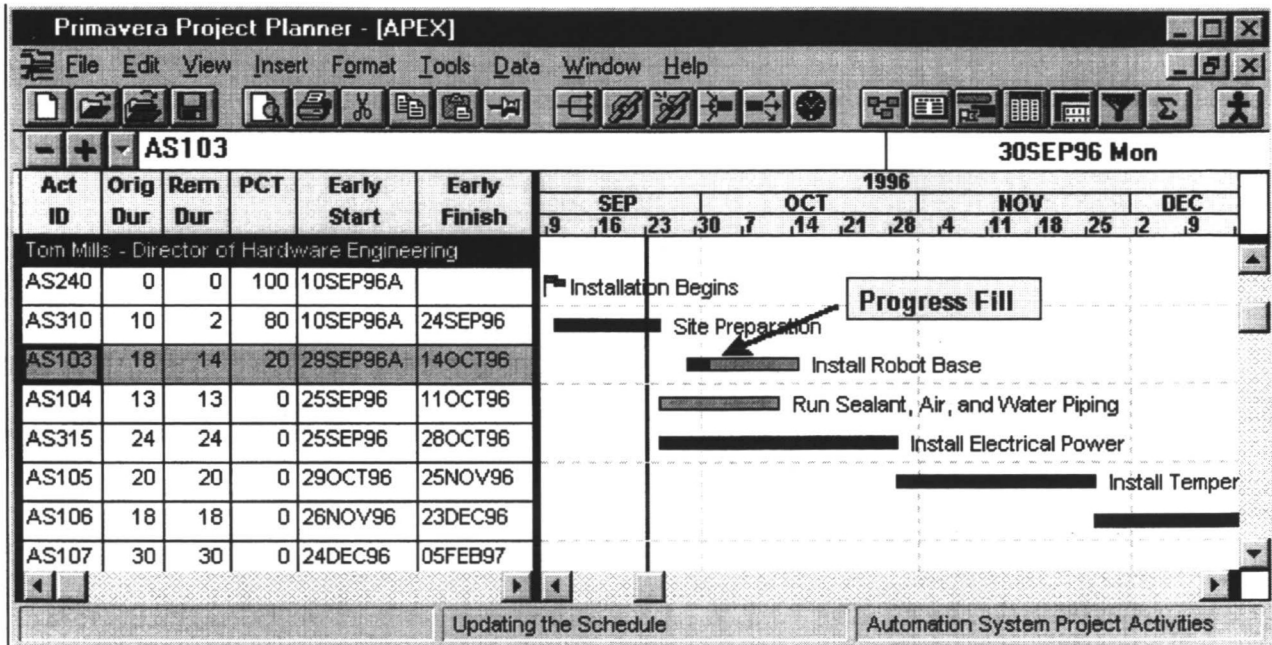 Primavera Project Planner - [APEX]
File Edit View Insert Format Tools Data Window Help
AS103 30SEP96 Mon
Act ID Orig Dur Rem Dur PCT Early Start Early Finish
1996
SEP OCT NOV DEC
9 16 23 30 7 14 21 28 4 11 18 25 2 9
Tom Mills - Director of Hardware Engineering
AS240 0 0 100 10SEP96A Installation Begins
Progress Fill
AS310 10 2 80 10SEP96A 24SEP96 Site Preparation
AS103 18 14 20 29SEP96A 14OCT96 Install Robot Base
AS104 13 13 0 25SEP96 11OCT96 Run Sealant, Air, and Water Piping
AS315 24 24 0 25SEP96 28OCT96 Install Electrical Power
AS105 20 20 0 29OCT96 25NOV96 Install Temper
AS106 18 18 0 26NOV96 23DEC96
AS107 30 30 0 24DEC96 05FEB97
Updating the Schedule Automation System Project Activities